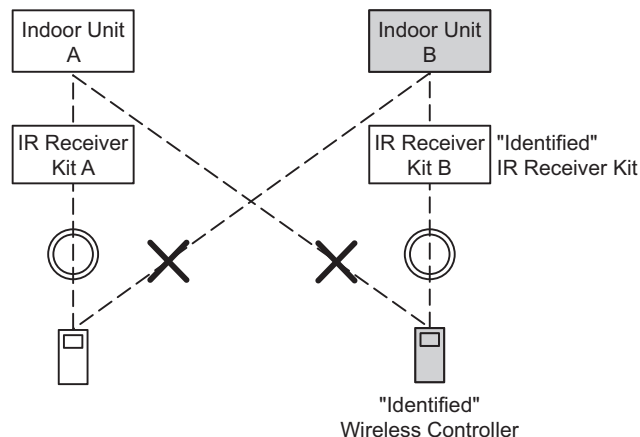 Indoor Unit
A
Indoor Unit
B
IR Receiver
Kit A
IR Receiver
Kit B
"Identified"
IR Receiver Kit
"Identified"
Wireless Controller